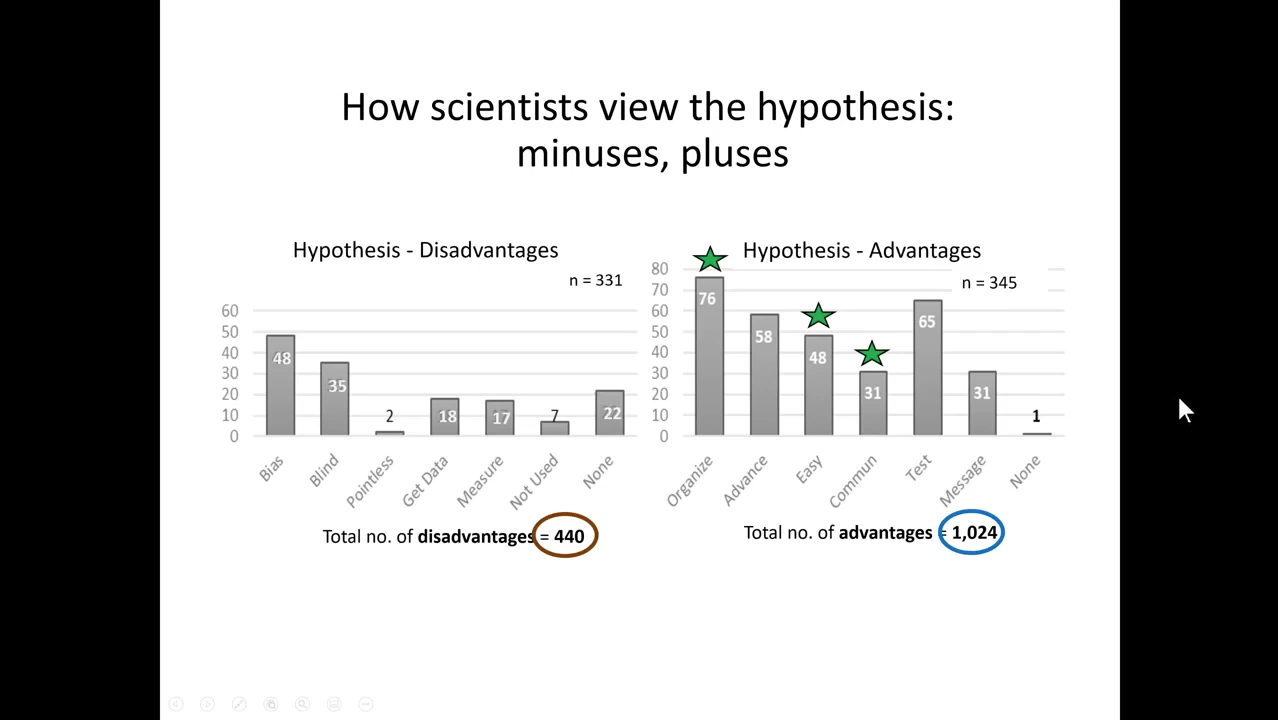 How scientists view the hypothesis:
minuses, pluses
Hypothesis - Disadvantages
n = 331
60
50
40
30
20
10
0
48
35
2
18
17
7
22
Bias
Blind
Pointless
Get Data
Measure
Not Used
None
Total no. of disadvantages = 440
Hypothesis - Advantages
n = 345
80
70
60
50
40
30
20
10
0
76
58
48
31
65
31
1
Organize
Advance
Easy
Commun
Test
Message
None
Total no. of advantages = 1,024